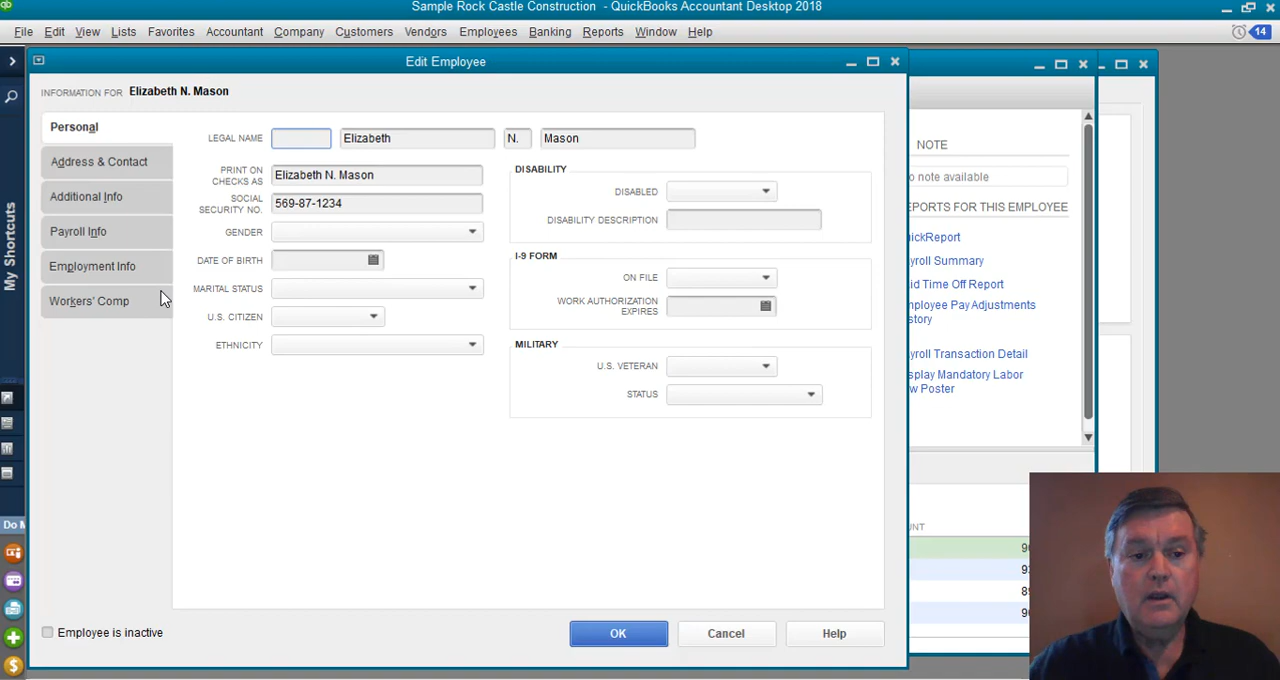 Sample Rock Castle Construction - QuickBooks Accountant Desktop 2018
File Edit View Lists Favorites Accountant Company Customers Vendors Employees Banking Reports Window Help 14
Edit Employee
INFORMATION FOR Elizabeth N. Mason
Personal
Address & Contact
Additional Info
Payroll Info
Employment Info
Workers' Comp
My Shortcuts
Do M
LEGAL NAME Elizabeth N. Mason
PRINT ON CHECKS AS Elizabeth N. Mason
SOCIAL SECURITY NO. 569-87-1234
GENDER
DATE OF BIRTH
MARITAL STATUS
U.S. CITIZEN
ETHNICITY
DISABILITY
DISABLED
DISABILITY DESCRIPTION
I-9 FORM
ON FILE
WORK AUTHORIZATION EXPIRES
MILITARY
U.S. VETERAN
STATUS
Employee is inactive
OK Cancel Help
NOTE
o note available
EPORTS FOR THIS EMPLOYEE
uickReport
yroll Summary
aid Time Off Report
mployee Pay Adjustments
story
yroll Transaction Detail
splay Mandatory Labor
w Poster
UNT